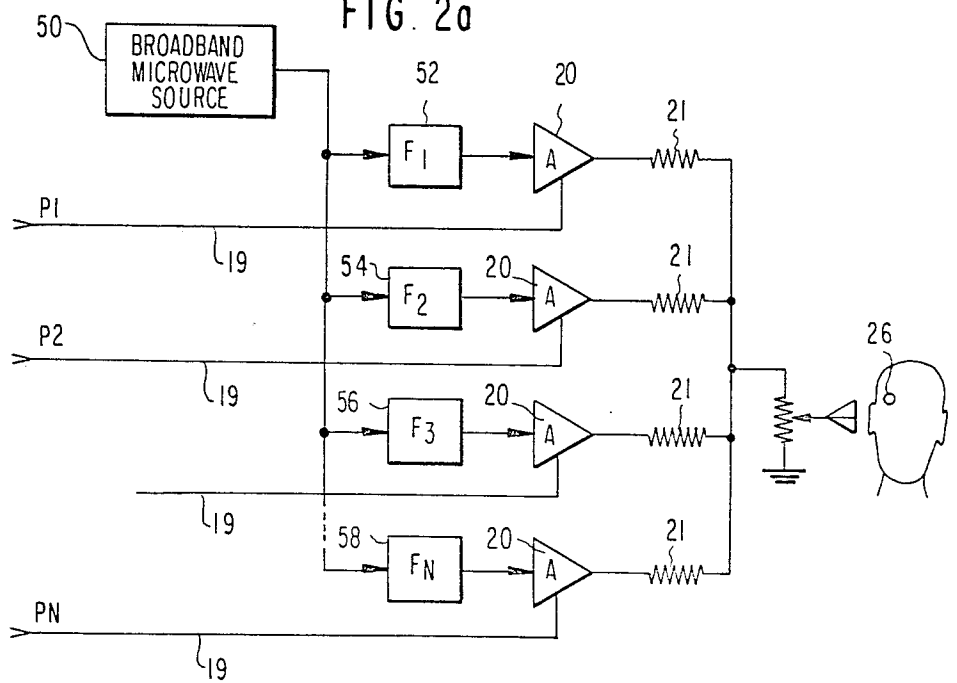 FIG. 2a
50
BROADBAND
MICROWAVE
SOURCE
52
20
21
F1
A
P1
19
54
20
21
F2
A
P2
19
26
56
20
21
F3
A
19
58
20
21
FN
A
PN
19